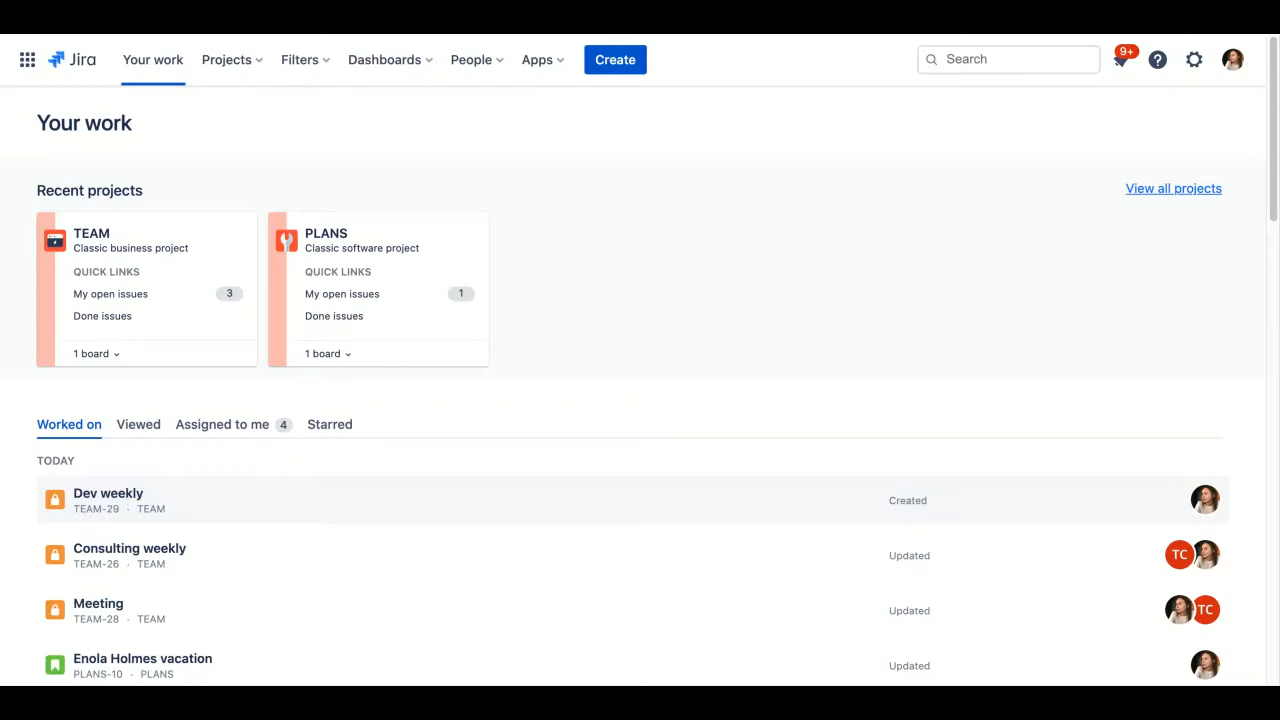 Jira Your work Projects Filters Dashboards People Apps Create Search 9+
Your work
Recent projects View all projects
TEAM
Classic business project
QUICK LINKS
My open issues 3
Done issues
1 board
PLANS
Classic software project
QUICK LINKS
My open issues 1
Done issues
1 board
Worked on Viewed Assigned to me 4 Starred
TODAY
Dev weekly
TEAM-29 · TEAM
Created
Consulting weekly
TEAM-26 · TEAM
Updated
TC
Meeting
TEAM-28 · TEAM
Updated
TC
Enola Holmes vacation
PLANS-10 · PLANS
Updated